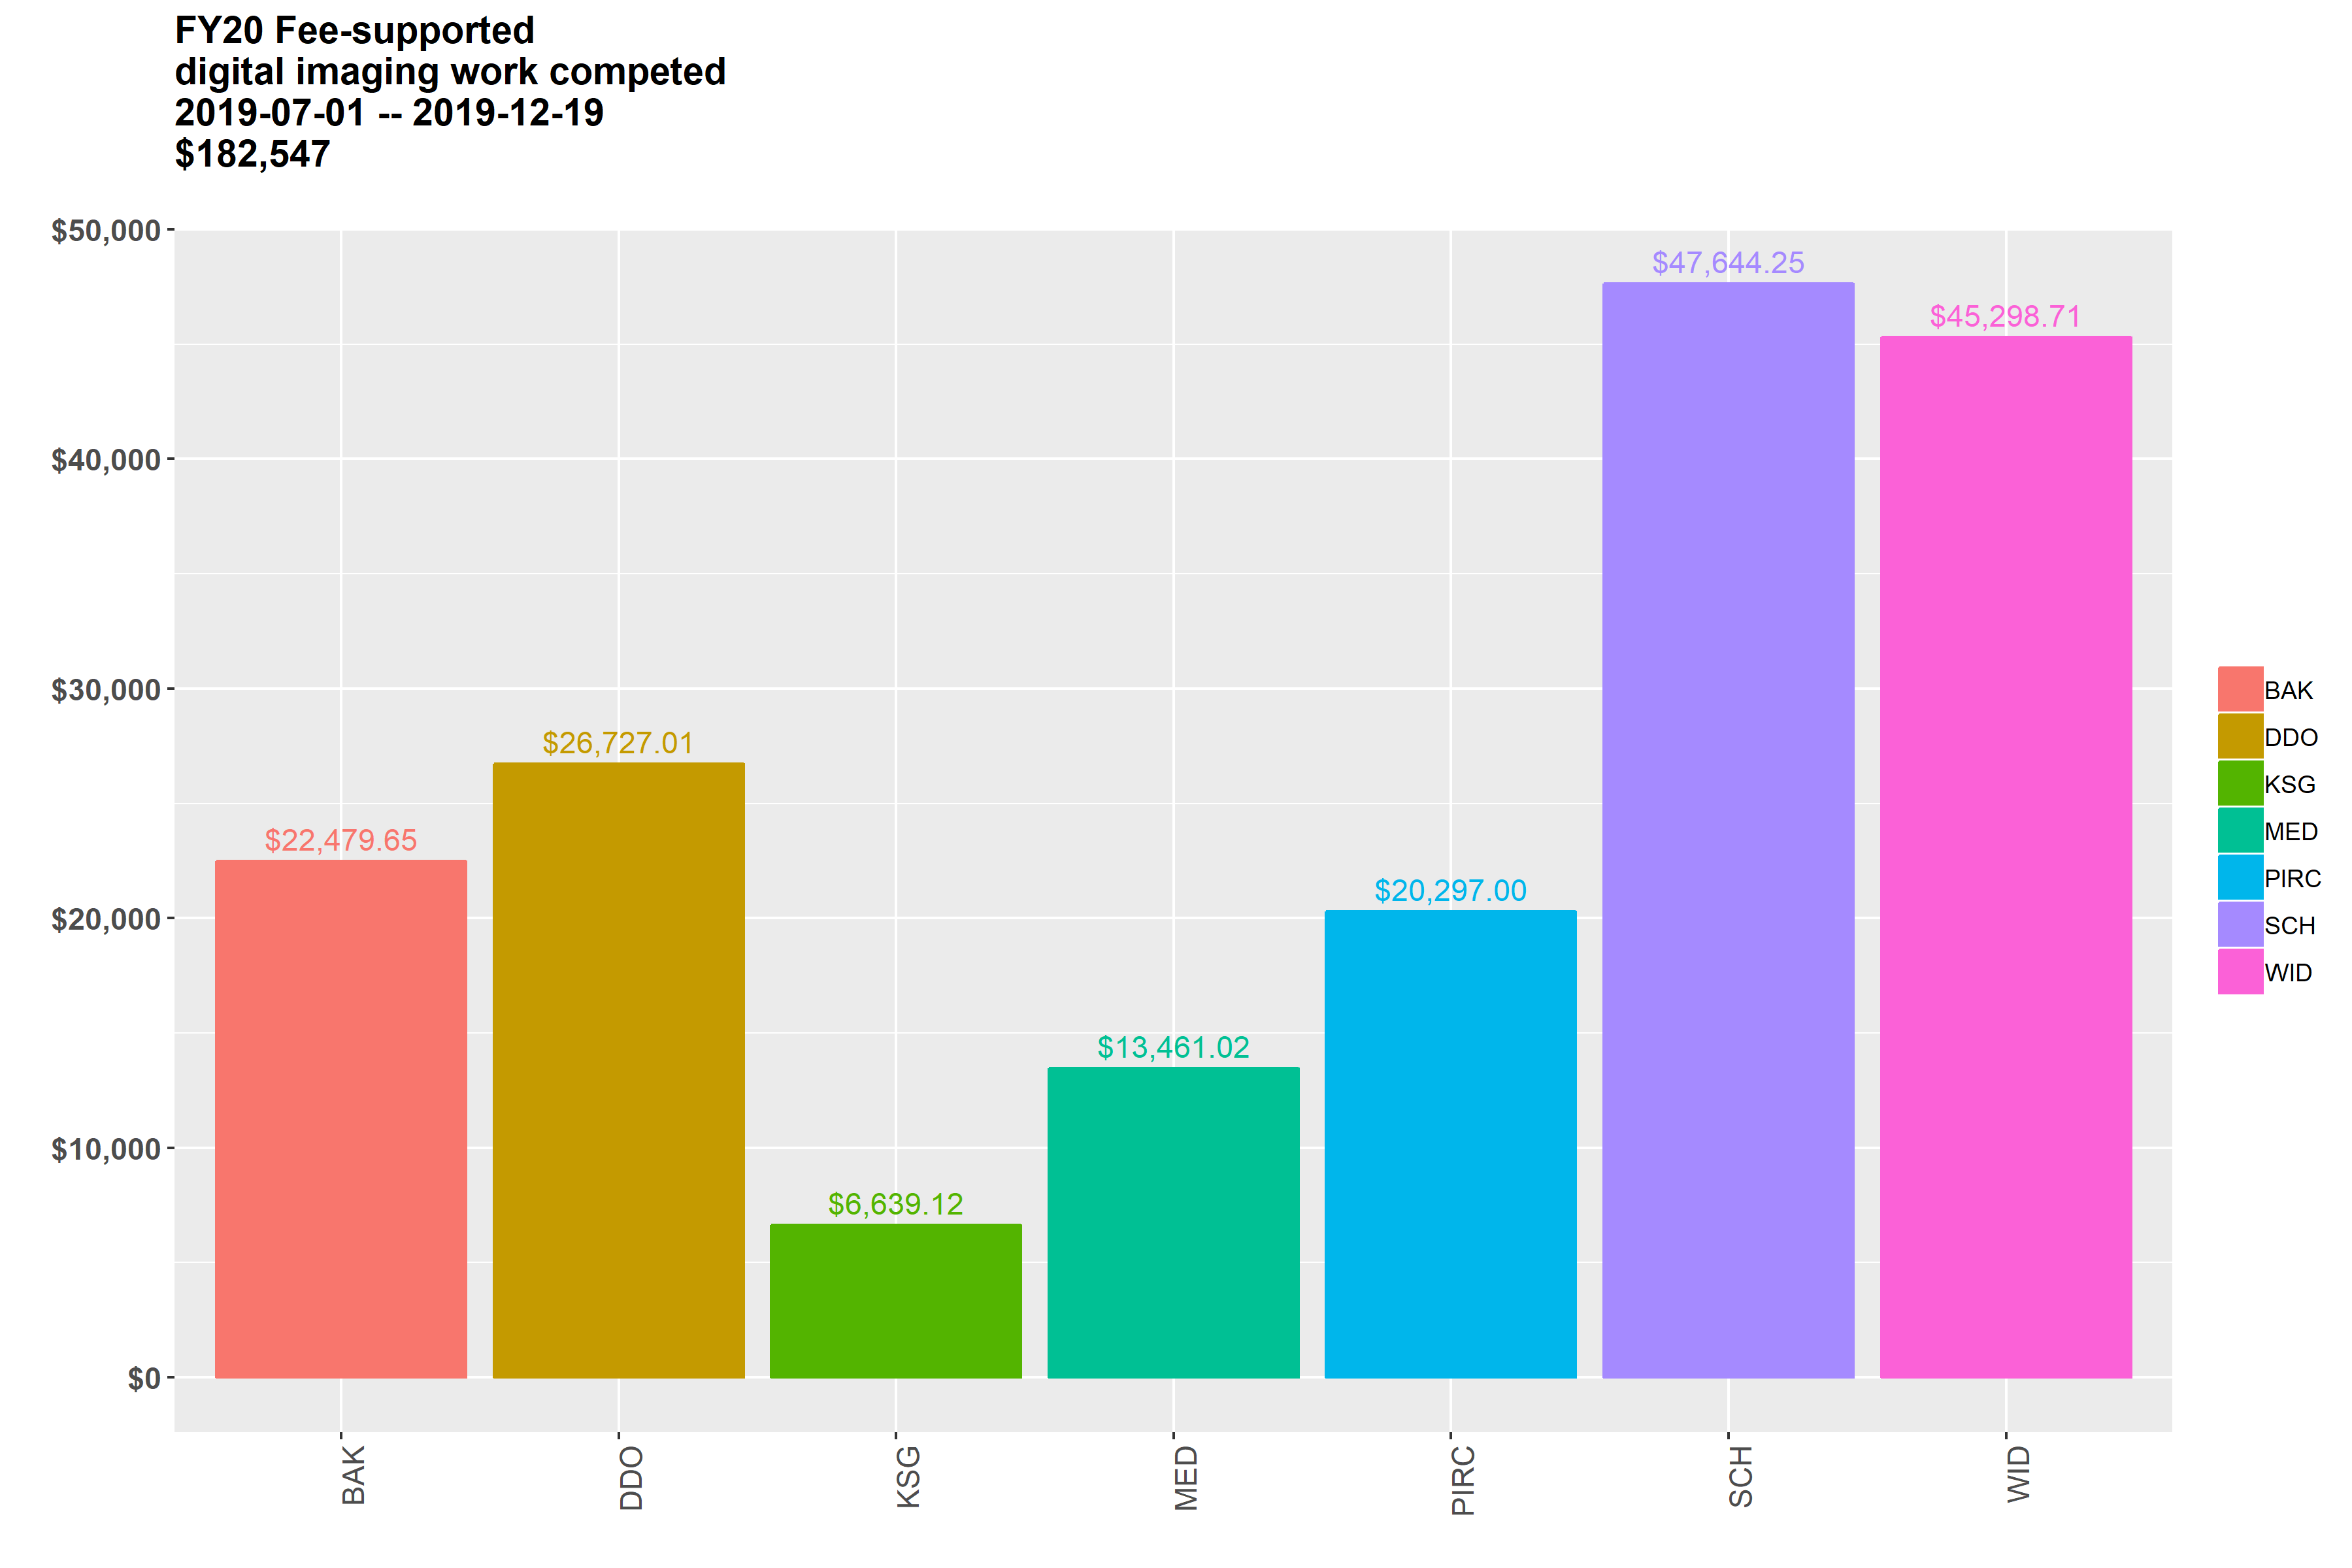 FY20 Fee-supported
digital imaging work competed
2019-07-01 -- 2019-12-19
$182,547
$50,000
$40,000
$30,000
$20,000
$10,000
$0
$22,479.65
$26,727.01
$6,639.12
$13,461.02
$20,297.00
$47,644.25
$45,298.71
BAK
DDO
KSG
MED
PIRC
SCH
WID
BAK
DDO
KSG
MED
PIRC
SCH
WID